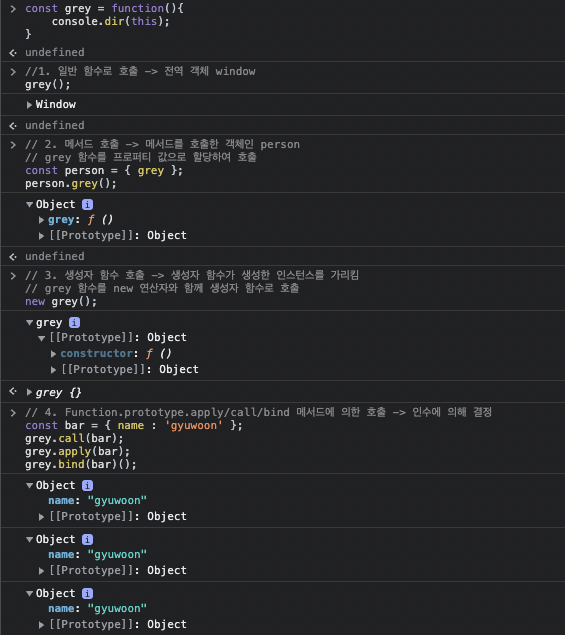 > const grey = function(){
console.dir(this);
}
< undefined
> //1. 일반 함수로 호출 -> 전역 객체 window
grey();
▶ Window
< undefined
> // 2. 메서드 호출 -> 메서드를 호출한 객체인 person
// grey 함수를 프로퍼티 값으로 할당하여 호출
const person = { grey };
person.grey();
▼ Object i
▶ grey: ƒ ()
▶ [[Prototype]]: Object
< undefined
> // 3. 생성자 함수 호출 -> 생성자 함수가 생성한 인스턴스를 가리킴
// grey 함수를 new 연산자와 함께 생성자 함수로 호출
new grey();
▼ grey i
▼ [[Prototype]]: Object
▶ constructor: ƒ ()
▶ [[Prototype]]: Object
< ▶ grey {}
> // 4. Function.prototype.apply/call/bind 메서드에 의한 호출 -> 인수에 의해 결정
const bar = { name : 'gyuwoon' };
grey.call(bar);
grey.apply(bar);
grey.bind(bar)();
▼ Object i
name: "gyuwoon"
▶ [[Prototype]]: Object
▼ Object i
name: "gyuwoon"
▶ [[Prototype]]: Object
▼ Object i
name: "gyuwoon"
▶ [[Prototype]]: Object